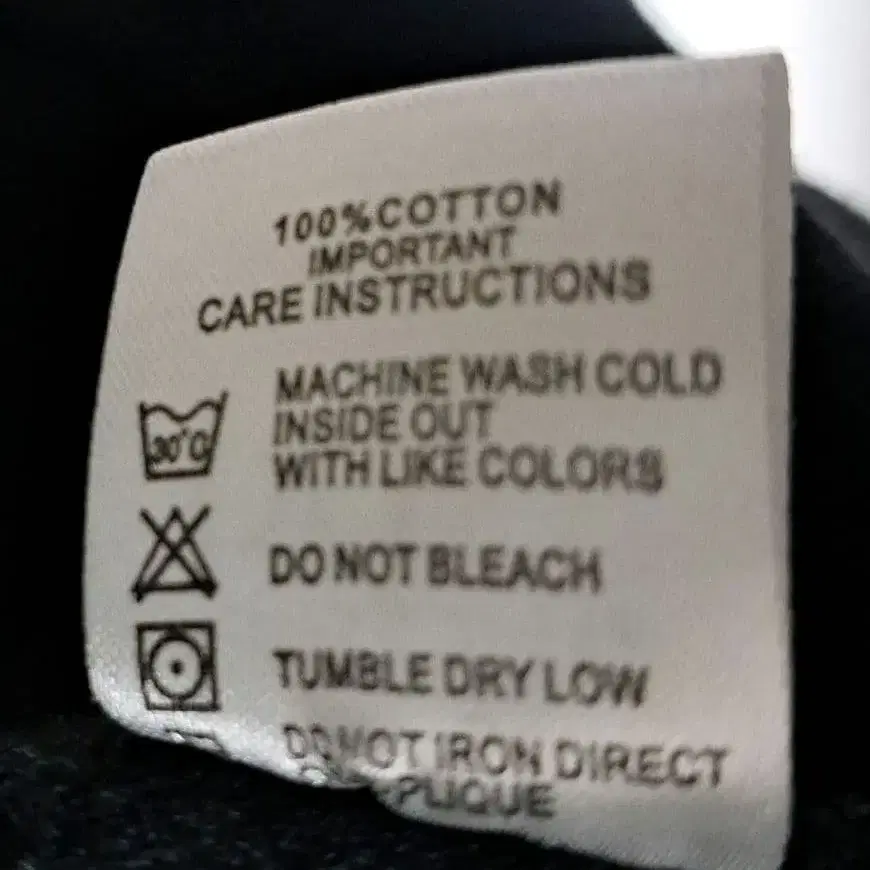 100%COTTON
IMPORTANT
CARE INSTRUCTIONS
MACHINE WASH COLD
INSIDE OUT
WITH LIKE COLORS
30°C
DO NOT BLEACH
TUMBLE DRY LOW
DO NOT IRON DIRECT